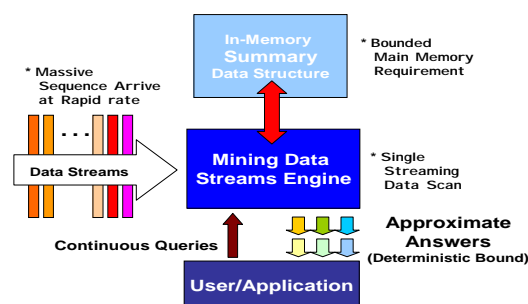 In-Memory
Summary
Data Structure
* Bounded
Main Memory
Requirement
* Massive
Sequence Arrive
at Rapid rate
...
Data Streams
Mining Data
Streams Engine
* Single
Streaming
Data Scan
Continuous Queries
Approximate
Answers
(Deterministic Bound)
User/Application